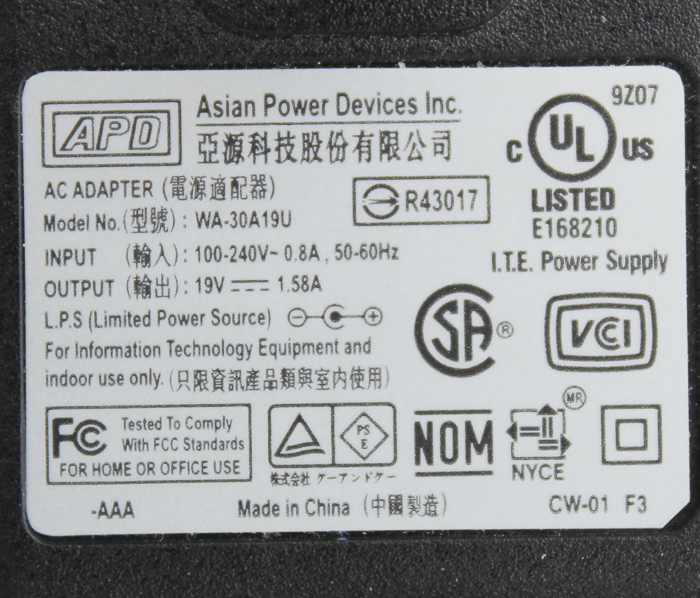 APD
Asian Power Devices Inc.
亞源科技股份有限公司
9Z07
C UL US
LISTED
E168210
I.T.E. Power Supply
AC ADAPTER (電源適配器)
R43017
Model No.(型號) : WA-30A19U
INPUT (輸入) : 100-240V~ 0.8A , 50-60Hz
OUTPUT (輸出) : 19V 1.58A
L.P.S (Limited Power Source)
For Information Technology Equipment and
indoor use only. (只限資訊產品類與室内使用)
SA ®
VCCI
FC Tested To Comply
With FCC Standards
FOR HOME OR OFFICE USE
PS
E
株式会社 ケーアンドケー
NOM
MR
NYCE
-AAA
Made in China (中國製造)
CW-01 F3